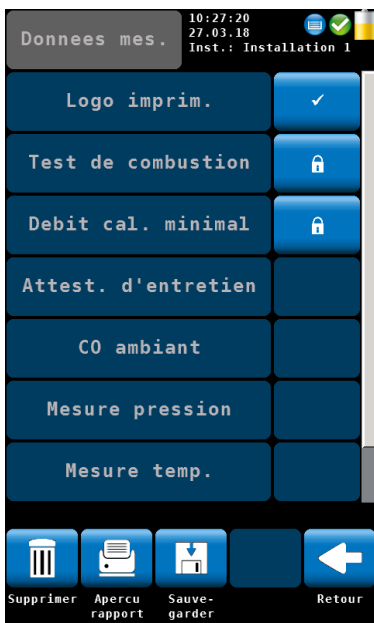 Donnees mes.
10:27:20
27.03.18
Inst.: Installation 1
Logo imprim.
Test de combustion
Debit cal. minimal
Attest. d'entretien
CO ambiant
Mesure pression
Mesure temp.
Supprimer
Apercu
rapport
Sauve-
garder
Retour